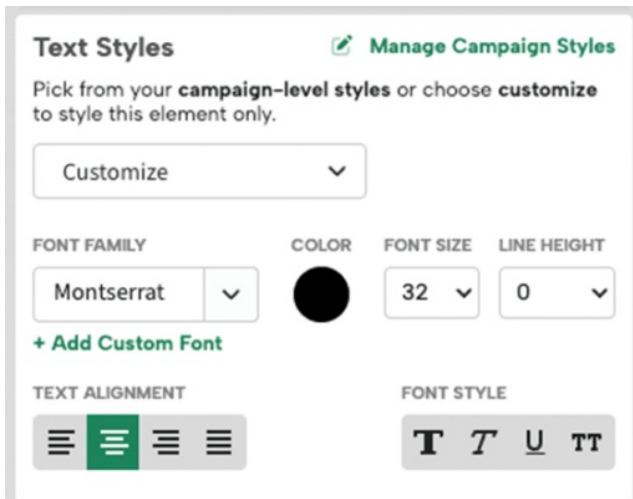 Text Styles
Manage Campaign Styles
Pick from your campaign-level styles or choose customize
to style this element only.
Customize
FONT FAMILY
COLOR
FONT SIZE
LINE HEIGHT
Montserrat
32
0
+ Add Custom Font
TEXT ALIGNMENT
FONT STYLE
T T U TT